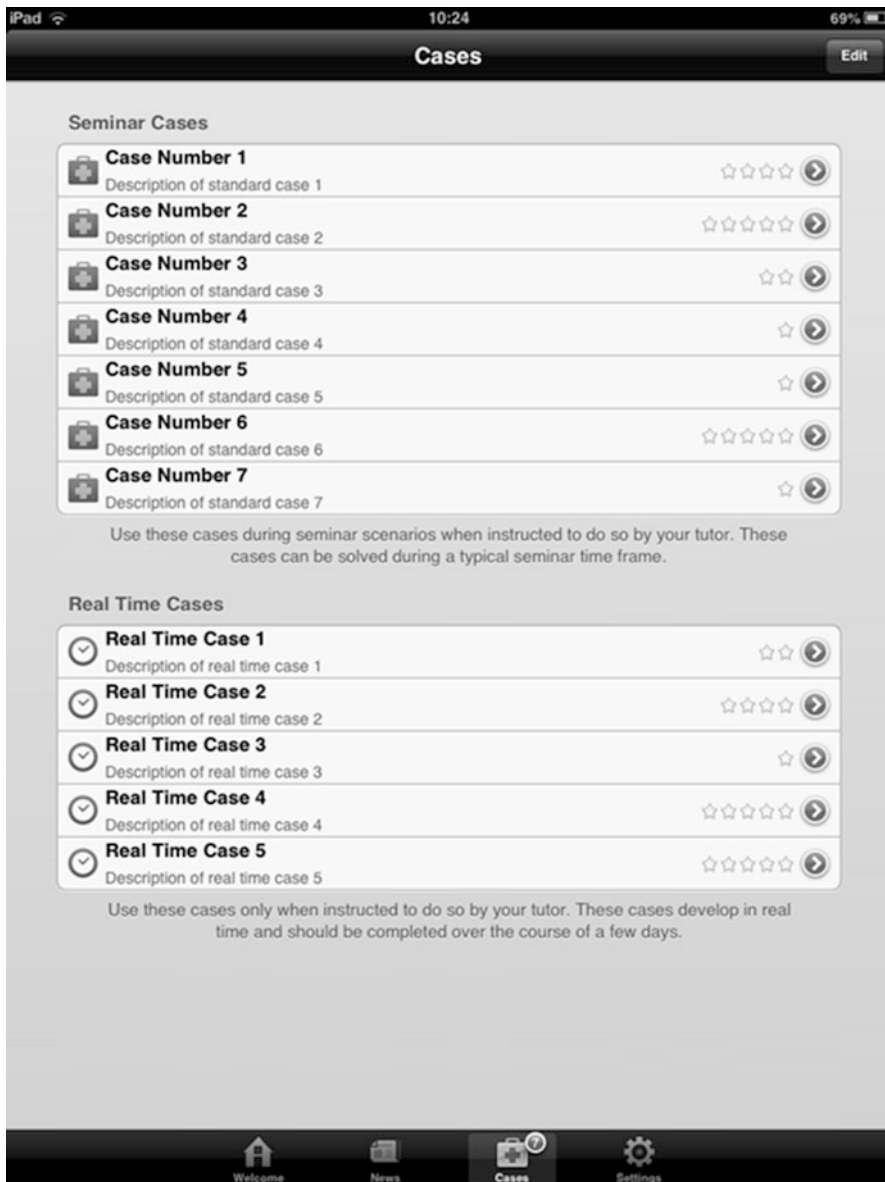 iPad 10:24 69%
Cases Edit
Seminar Cases
Case Number 1
Description of standard case 1
Case Number 2
Description of standard case 2
Case Number 3
Description of standard case 3
Case Number 4
Description of standard case 4
Case Number 5
Description of standard case 5
Case Number 6
Description of standard case 6
Case Number 7
Description of standard case 7
Use these cases during seminar scenarios when instructed to do so by your tutor. These
cases can be solved during a typical seminar time frame.
Real Time Cases
Real Time Case 1
Description of real time case 1
Real Time Case 2
Description of real time case 2
Real Time Case 3
Description of real time case 3
Real Time Case 4
Description of real time case 4
Real Time Case 5
Description of real time case 5
Use these cases only when instructed to do so by your tutor. These cases develop in real
time and should be completed over the course of a few days.
7
Welcome News Cases Settings